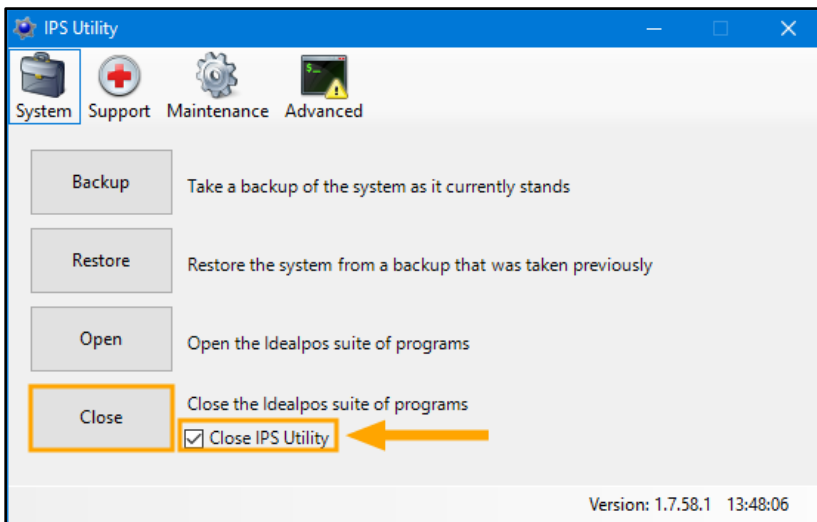 IPS Utility
System Support Maintenance Advanced
Backup Take a backup of the system as it currently stands
Restore Restore the system from a backup that was taken previously
Open Open the Idealpos suite of programs
Close Close the Idealpos suite of programs
Close IPS Utility
Version: 1.7.58.1 13:48:06